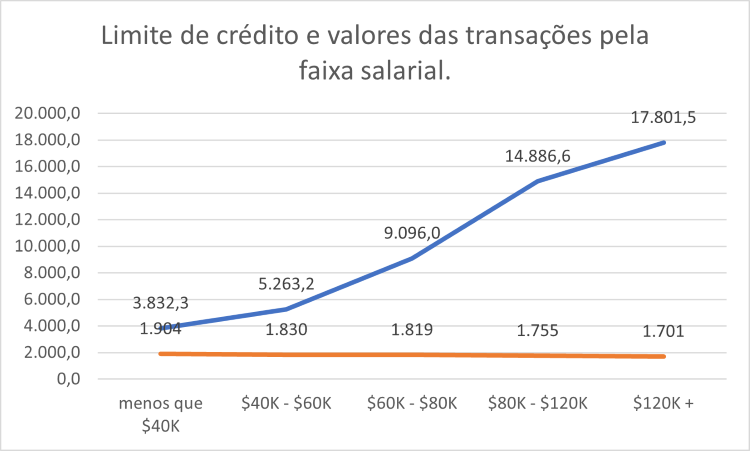 Limite de crédito e valores das transações pela
faixa salarial.
20.000,0
18.000,0
16.000,0
14.000,0
12.000,0
10.000,0
8.000,0
6.000,0
4.000,0
2.000,0
0,0
3.832,3
5.263,2
9.096,0
14.886,6
17.801,5
1.904
1.830
1.819
1.755
1.701
menos que
$40K
$40K - $60K
$60K - $80K
$80K - $120K
$120K +